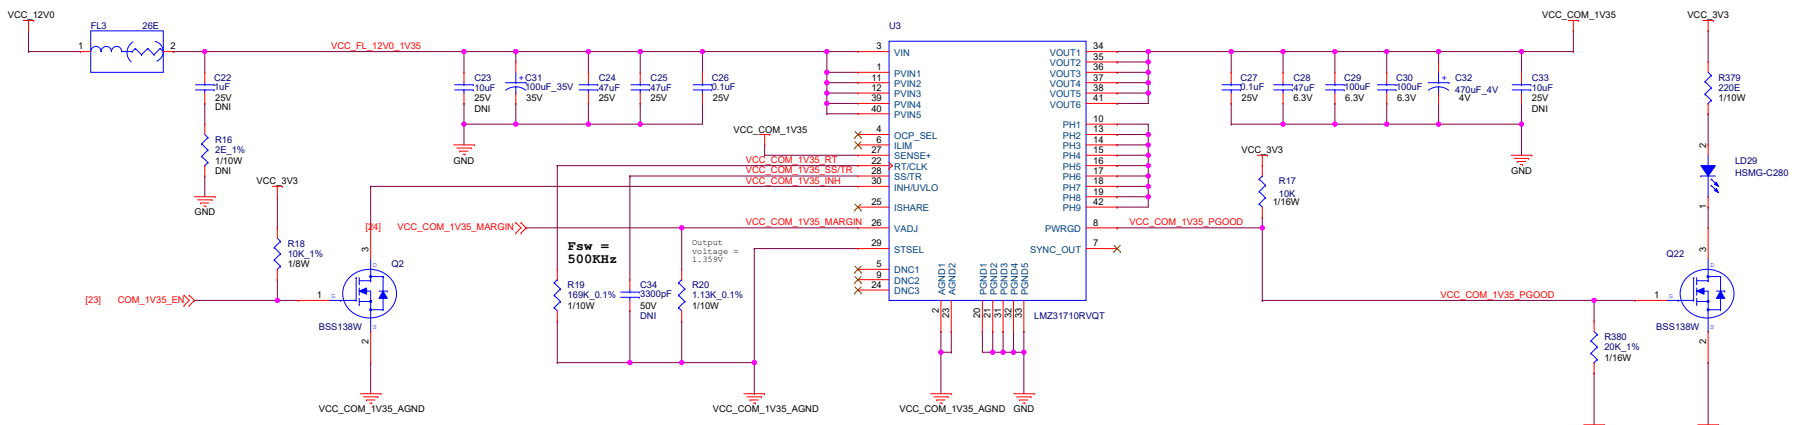 VCC_12V0
FL3
26E
1
2
VCC_FL_12V0_1V35
C22
1uF
25V
DNI
R16
2E_1%
1/10W
DNI
GND
C23
10uF
25V
DNI
C31
100uF_35V
35V
C24
47uF
25V
C25
47uF
25V
C26
0.1uF
25V
GND
VCC_3V3
R18
10K_1%
1/8W
[23]
COM_1V35_EN
Q2
3
1
2
D
G
S
BSS138W
VCC_COM_1V35_AGND
VCC_COM_1V35
VCC_COM_1V35_RT
VCC_COM_1V35_SS/TR
VCC_COM_1V35_INH
[24]
VCC_COM_1V35_MARGIN
VCC_COM_1V35_MARGIN
Fsw =
500KHz
Output
voltage =
1.359V
R19
169K_0.1%
1/10W
C34
3300pF
50V
DNI
R20
1.13K_0.1%
1/10W
VCC_COM_1V35_AGND
U3
3 VIN
1 PVIN1
11 PVIN2
12 PVIN3
39 PVIN4
40 PVIN5
4 OCP_SEL
6 ILIM
27 SENSE+
22 RT/CLK
28 SS/TR
30 INH/UVLO
25 ISHARE
26 VADJ
29 STSEL
5 DNC1
9 DNC2
24 DNC3
VOUT1 34
VOUT2 35
VOUT3 36
VOUT4 37
VOUT5 38
VOUT6 41
PH1 10
PH2 13
PH3 14
PH4 15
PH5 16
PH6 17
PH7 18
PH8 19
PH9 42
PWRGD 8
SYNC_OUT 7
AGND1 2
AGND2 23
PGND1 20
PGND2 21
PGND3 31
PGND4 32
PGND5 33
LMZ31710RVQT
VCC_COM_1V35_AGND
GND
VCC_COM_1V35
C27
0.1uF
25V
C28
47uF
6.3V
C29
100uF
6.3V
C30
100uF
6.3V
C32
470uF_4V
4V
C33
10uF
25V
DNI
GND
VCC_3V3
R17
10K
1/16W
VCC_COM_1V35_PGOOD
VCC_COM_1V35_PGOOD
R380
20K_1%
1/16W
VCC_3V3
R379
220E
1/10W
2
LD29
HSMG-C280
1
3
Q22
1
D
G
S
BSS138W
2